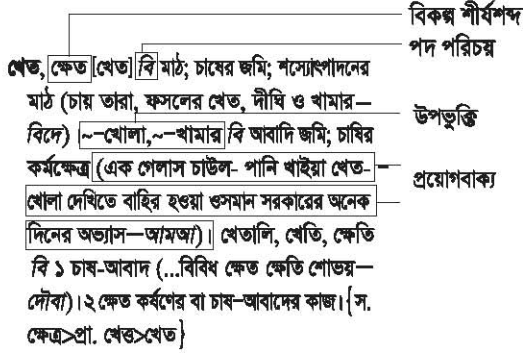 বিকল্প শীর্ষশব্দ
পদ পরিচয়
খেত, ক্ষেত [খেত] বি মাঠ; চাষের জমি; শস্যোৎপাদনের
মাঠ (চায় তারা, ফসলের খেত, দীঘি ও খামার—
বিদে) ~~খোলা,~~খামার বি আবাদি জমি; চাষির
উপভুক্তি
কর্মক্ষেত্র (এক গেলাস চাউল- পানি খাইয়া খেত-
প্রয়োগবাক্য
খোলা দেখিতে বাহির হওয়া ওসমান সরকারের অনেক
দিনের অভ্যাস—আমআ)। খেতালি, খেতি, ক্ষেতি
বি ১ চাষ-আবাদ (...বিবিধ ক্ষেত ক্ষেতি শোভয়—
দৌবা)। ২ ক্ষেত কর্ষণের বা চাষ-আবাদের কাজ। {স.
ক্ষেত্র>প্রা. খেত্ত>খেত}